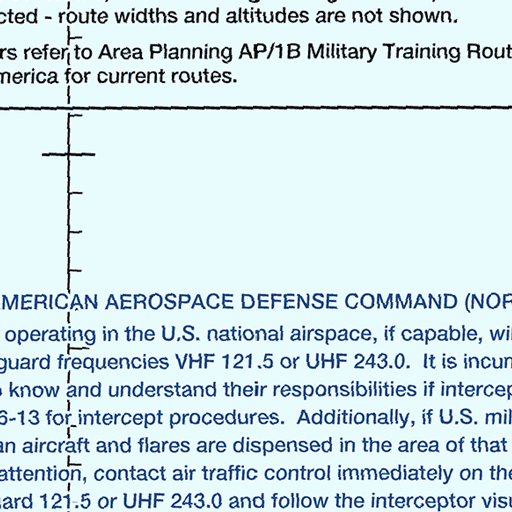 cted - route widths and altitudes are not shown.
rs refer to Area Planning AP/1B Military Training Rout
merica for current routes.
MERICAN AEROSPACE DEFENSE COMMAND (NOR
operating in the U.S. national airspace, if capable, wi
guard frequencies VHF 121.5 or UHF 243.0. It is incum
know and understand their responsibilities if intercep
6-13 for intercept procedures. Additionally, if U.S. mil
an aircraft and flares are dispensed in the area of that
attention, contact air traffic control immediately on the
ard 121.5 or UHF 243.0 and follow the interceptor visu